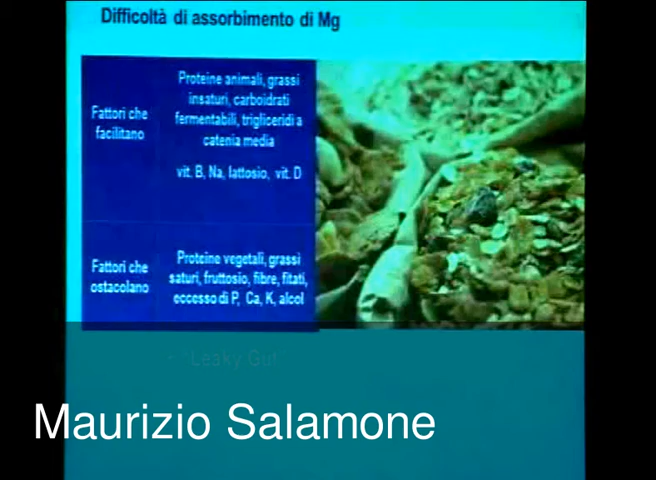 Difficoltà di assorbimento di Mg
Fattori che
facilitano
Proteine animali, grassi
insaturi, carboidrati
fermentabili, trigliceridi a
catenia media
vit. B, Na, lattosio, vit. D
Fattori che
ostacolano
Proteine vegetali, grassi
saturi, fruttosio, fibre, fitati,
eccesso di P, Ca, K, alcol
• "Leaky Gut"
Maurizio Salamone